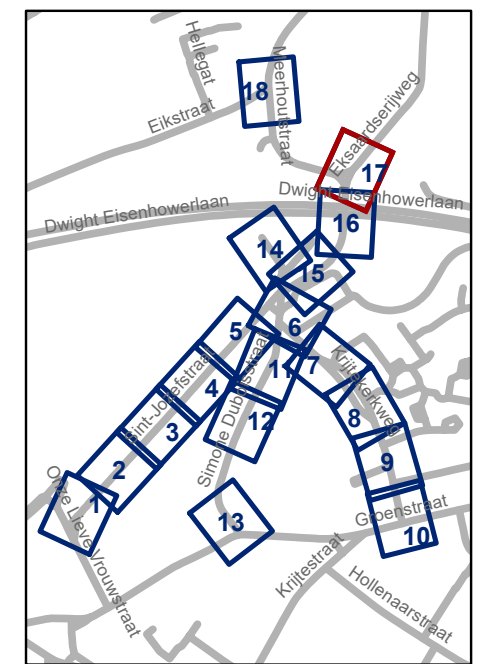 Hellegat
Meerhoutstraat
18
Eikstraat
Eksaardserijweg
17
Dwight Eisenhowerlaan
Dwight Eisenhowerlaan
16
14
15
5
6
Sint-Jozefstraat
Simone Dubrulstraat
11
7
Krijtekerkweg
4
12
8
3
2
9
Onze Lieve Vrouwstraat
1
13
Groenstraat
10
Krijtestraat
Hollenaarstraat